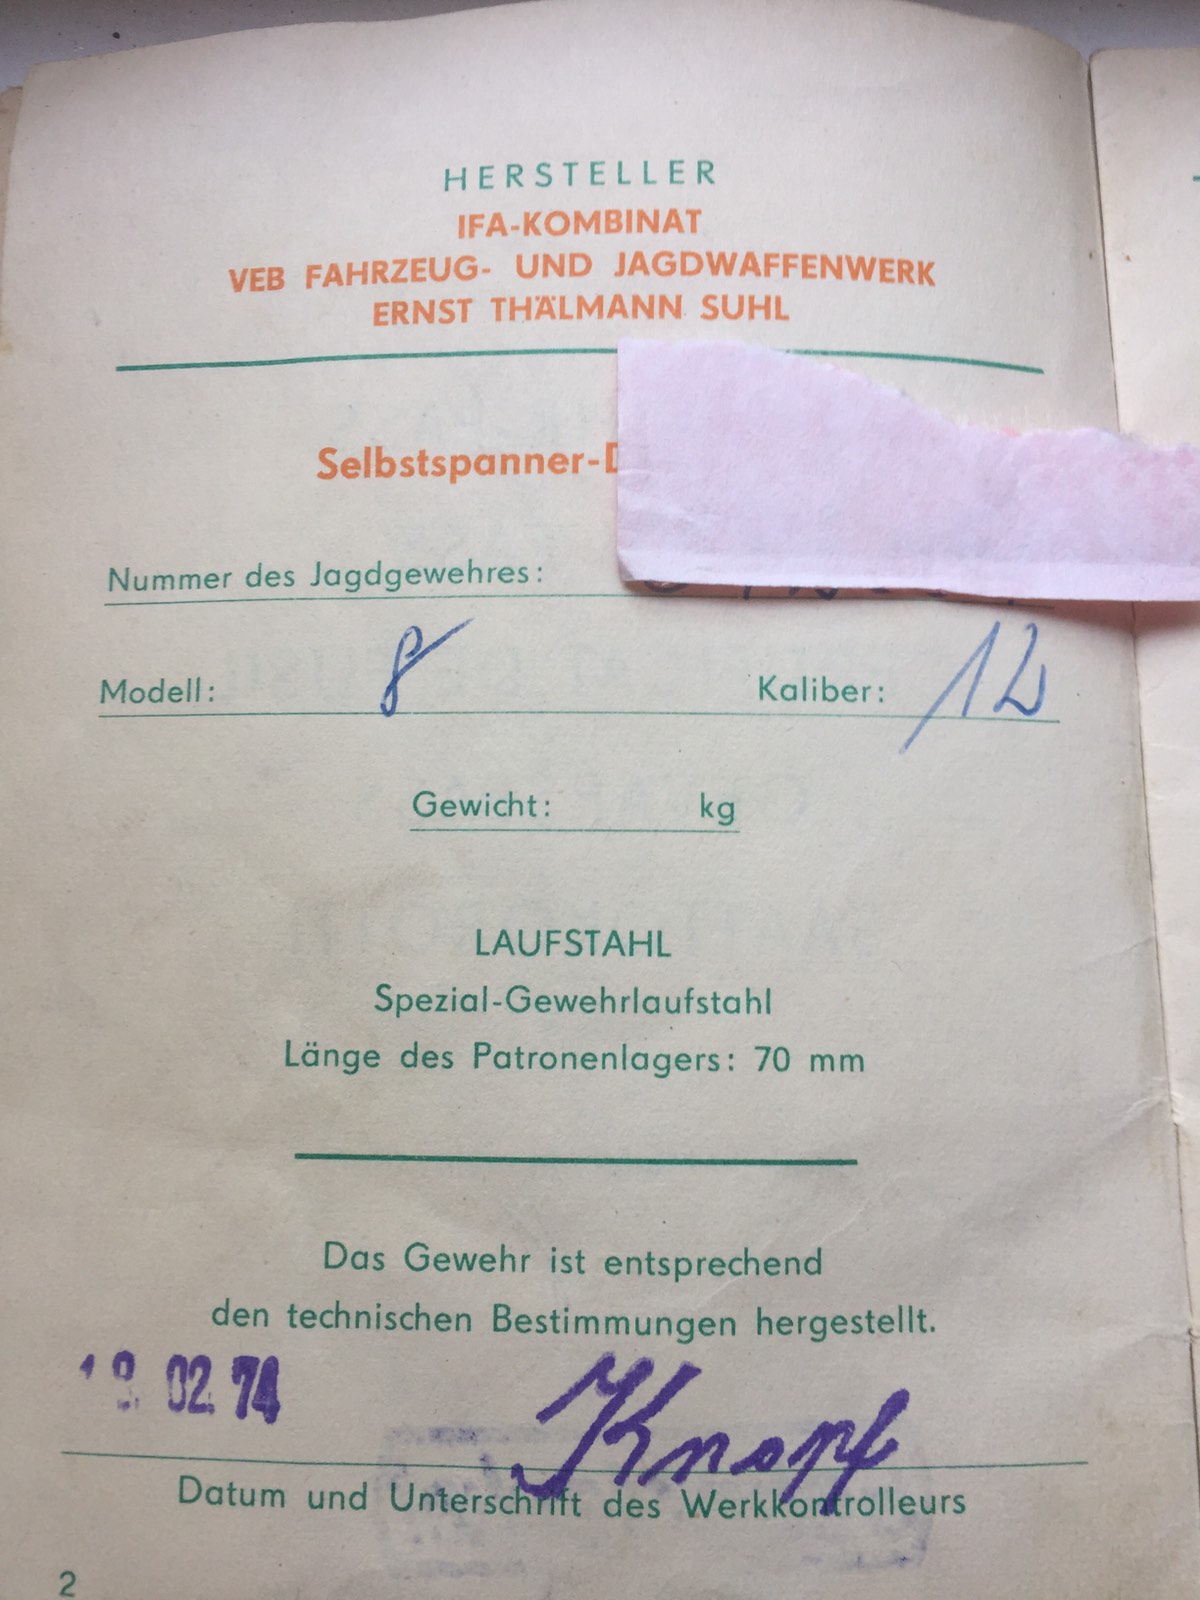 HERSTELLER
IFA-KOMBINAT
VEB FAHRZEUG- UND JAGDWAFFENWERK
ERNST THÄLMANN SUHL
Selbstspanner-
Nummer des Jagdgewehres:
Modell: 8 Kaliber: 12
Gewicht: kg
LAUFSTAHL
Spezial-Gewehrlaufstahl
Länge des Patronenlagers: 70 mm
Das Gewehr ist entsprechend
den technischen Bestimmungen hergestellt.
19. 02. 74 Knopf
Datum und Unterschrift des Werkkontrolleurs
2